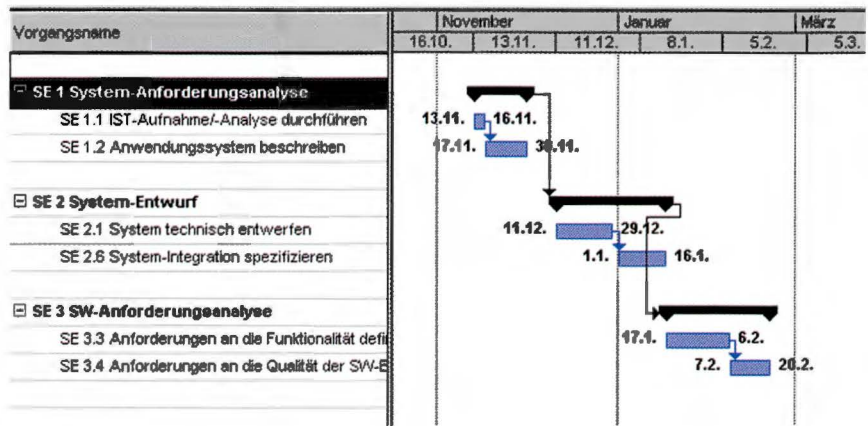 Vorgangsname
November Januar März
16.10. 13.11. 11.12. 8.1. 5.2. 5.3.
SE 1 System-Anforderungsanalyse
SE 1.1 IST-Aufnahme/-Analyse durchführen 13.11. 16.11.
SE 1.2 Anwendungssystem beschreiben 17.11. 30.11.
SE 2 System-Entwurf
SE 2.1 System technisch entwerfen 11.12. 29.12.
SE 2.6 System-Integration spezifizieren 1.1. 16.1.
SE 3 SW-Anforderungsanalyse
SE 3.3 Anforderungen an die Funktionalität defi 17.1. 6.2.
SE 3.4 Anforderungen an die Qualität der SW-E 7.2. 20.2.